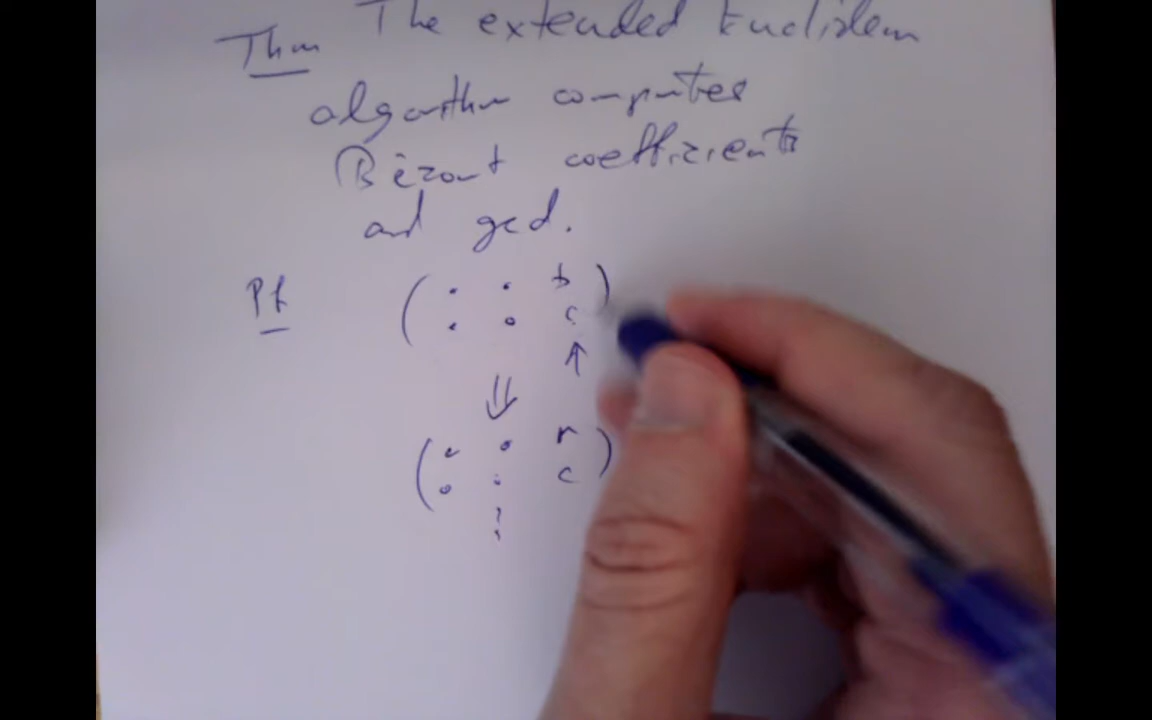 Thm The extended Euclidean
algorithm computes
Bézout coefficients
and gcd.
Pf ( . . b )
( . . c )
↑
⇓
( . . r )
( . . c )
⋮